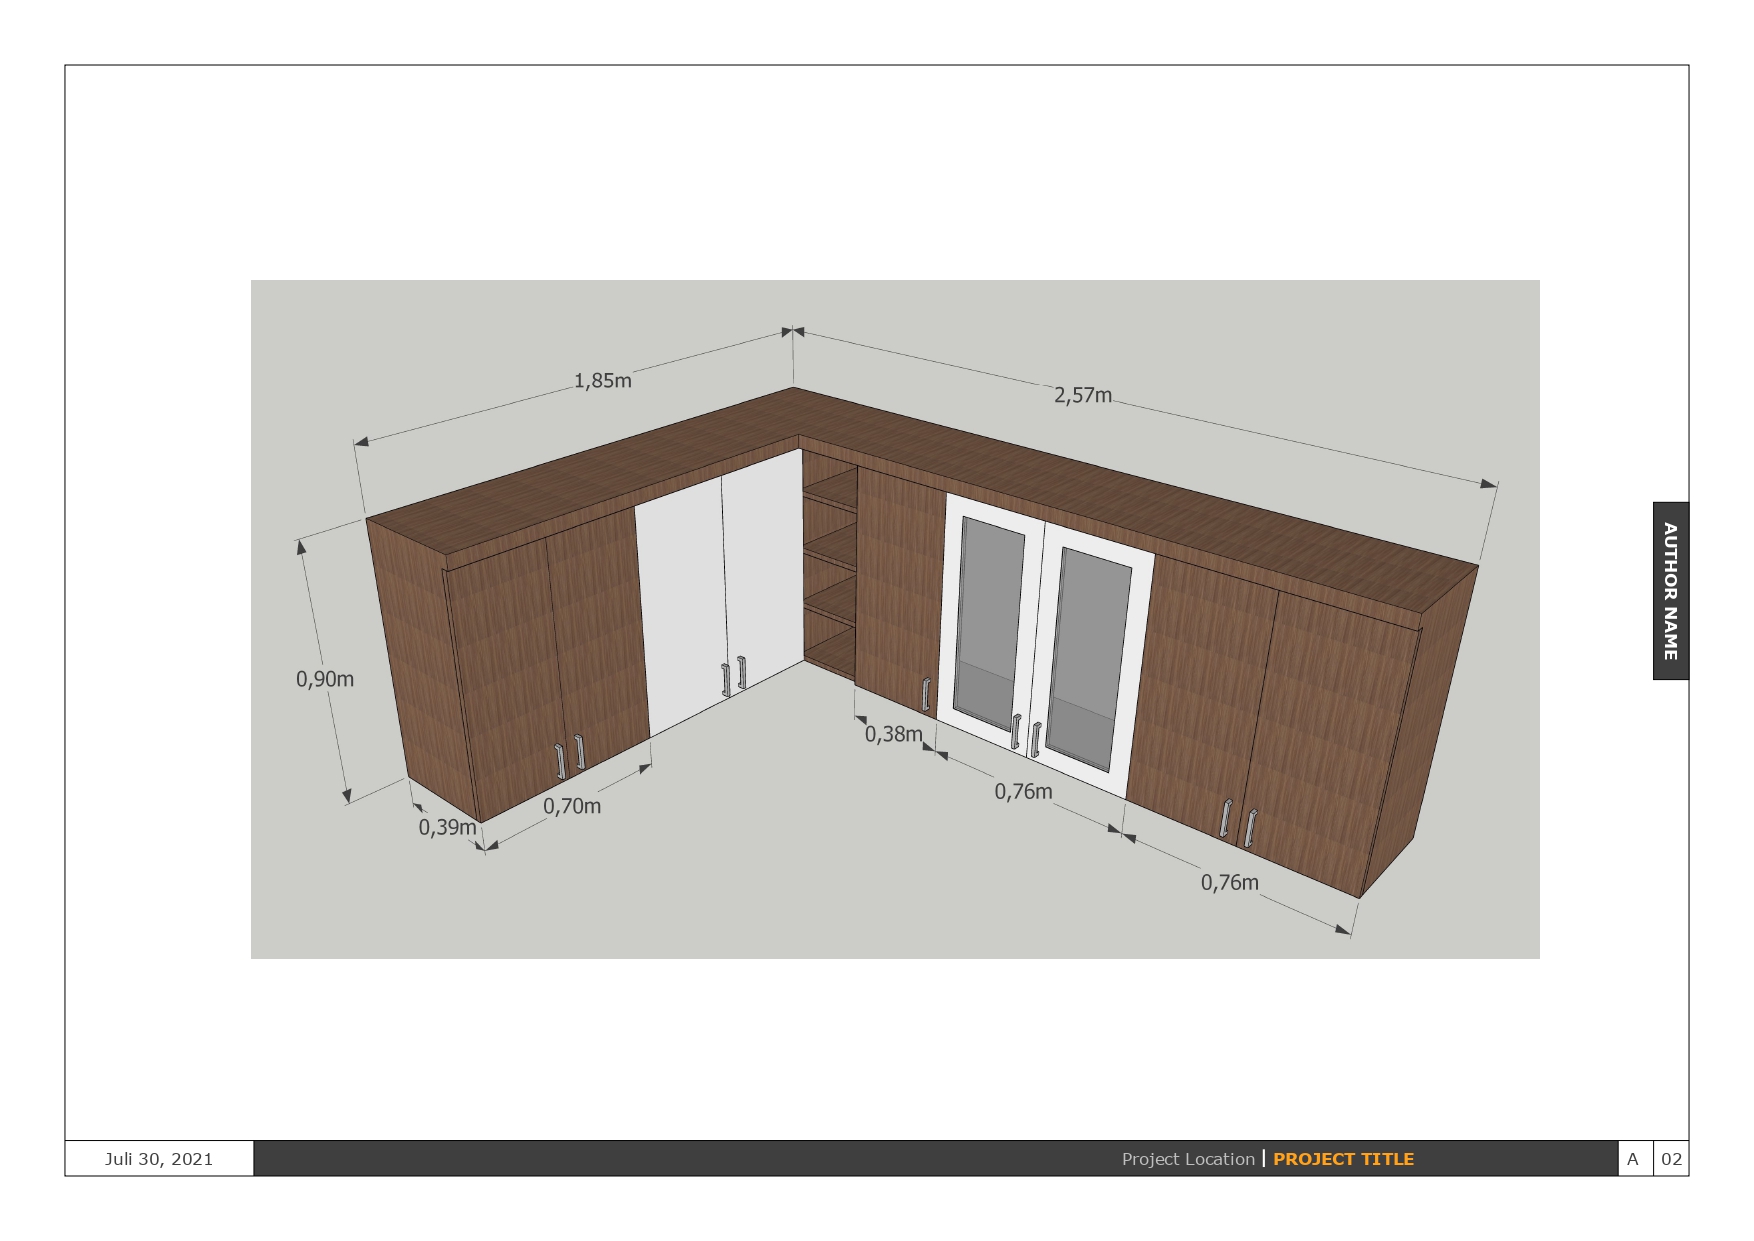 1,85m
2,57m
0,90m
0,39m
0,70m
0,38m
0,76m
0,76m
AUTHOR NAME
Juli 30, 2021
Project Location | PROJECT TITLE
A
02